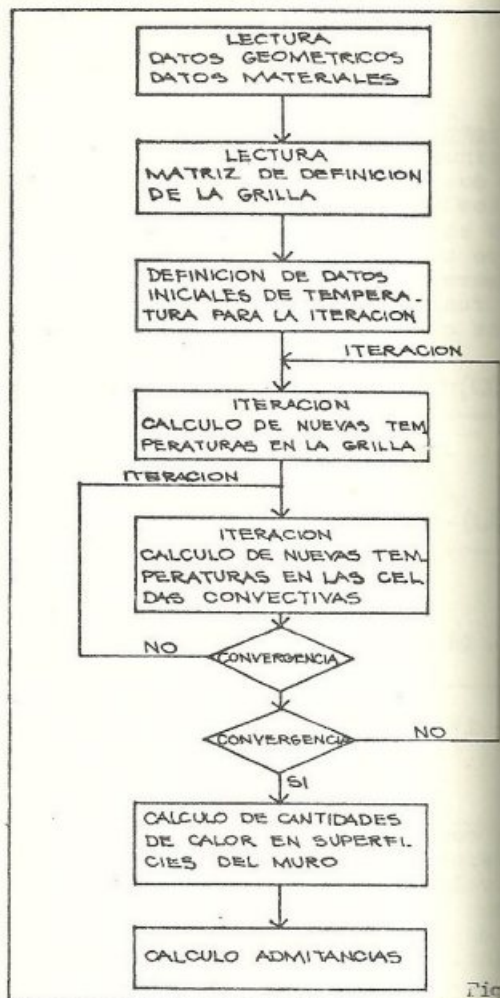 LECTURA
DATOS GEOMETRICOS
DATOS MATERIALES
LECTURA
MATRIZ DE DEFINICION
DE LA GRILLA
DEFINICION DE DATOS
INICIALES DE TEMPERA-
TURA PARA LA ITERACION
ITERACION
ITERACION
CALCULO DE NUEVAS TEM
PERATURAS EN LA GRILLA
ITERACION
ITERACION
CALCULO DE NUEVAS TEM
PERATURAS EN LAS CEL
DAS CONVECTIVAS
NO
CONVERGENCIA
CONVERGENCIA
NO
SI
CALCULO DE CANTIDADES
DE CALOR EN SUPERFI-
CIES DEL MURO
CALCULO ADMITANCIAS